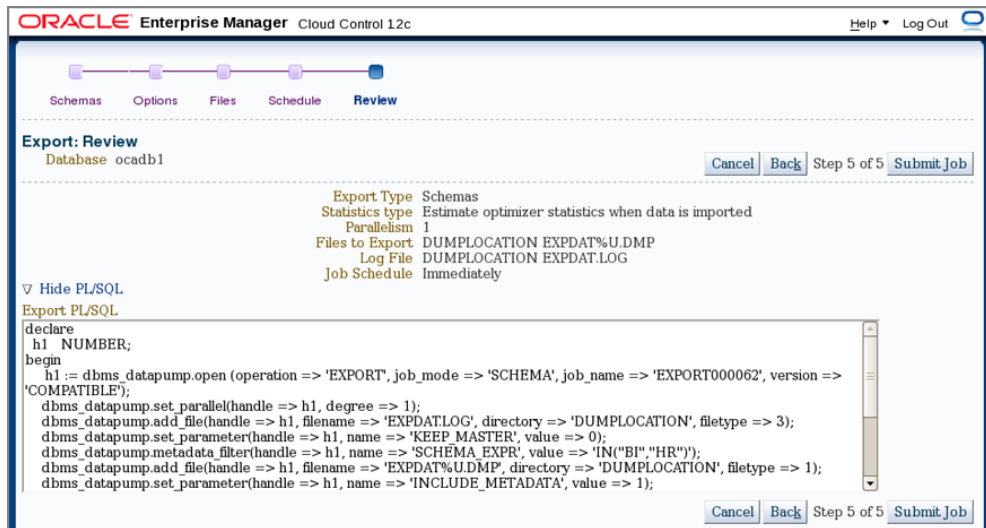 ORACLE Enterprise Manager Cloud Control 12c
Help Log Out
Schemas Options Files Schedule Review
Export: Review
Database ocadb1
Cancel Back Step 5 of 5 Submit Job
Export Type Schemas
Statistics type Estimate optimizer statistics when data is imported
Parallelism 1
Files to Export DUMPLOCATION EXPDAT%U.DMP
Log File DUMPLOCATION EXPDAT.LOG
Job Schedule Immediately
Hide PL/SQL
Export PL/SQL
declare
h1 NUMBER;
begin
h1 := dbms_datapump.open (operation => 'EXPORT', job_mode => 'SCHEMA', job_name => 'EXPORT000062', version =>
'COMPATIBLE');
dbms_datapump.set_parallel(handle => h1, degree => 1);
dbms_datapump.add_file(handle => h1, filename => 'EXPDAT.LOG', directory => 'DUMPLOCATION', filetype => 3);
dbms_datapump.set_parameter(handle => h1, name => 'KEEP_MASTER', value => 0);
dbms_datapump.metadata_filter(handle => h1, name => 'SCHEMA_EXPR', value => 'IN("BI","HR")');
dbms_datapump.add_file(handle => h1, filename => 'EXPDAT%U.DMP', directory => 'DUMPLOCATION', filetype => 1);
dbms_datapump.set_parameter(handle => h1, name => 'INCLUDE_METADATA', value => 1);
Cancel Back Step 5 of 5 Submit Job